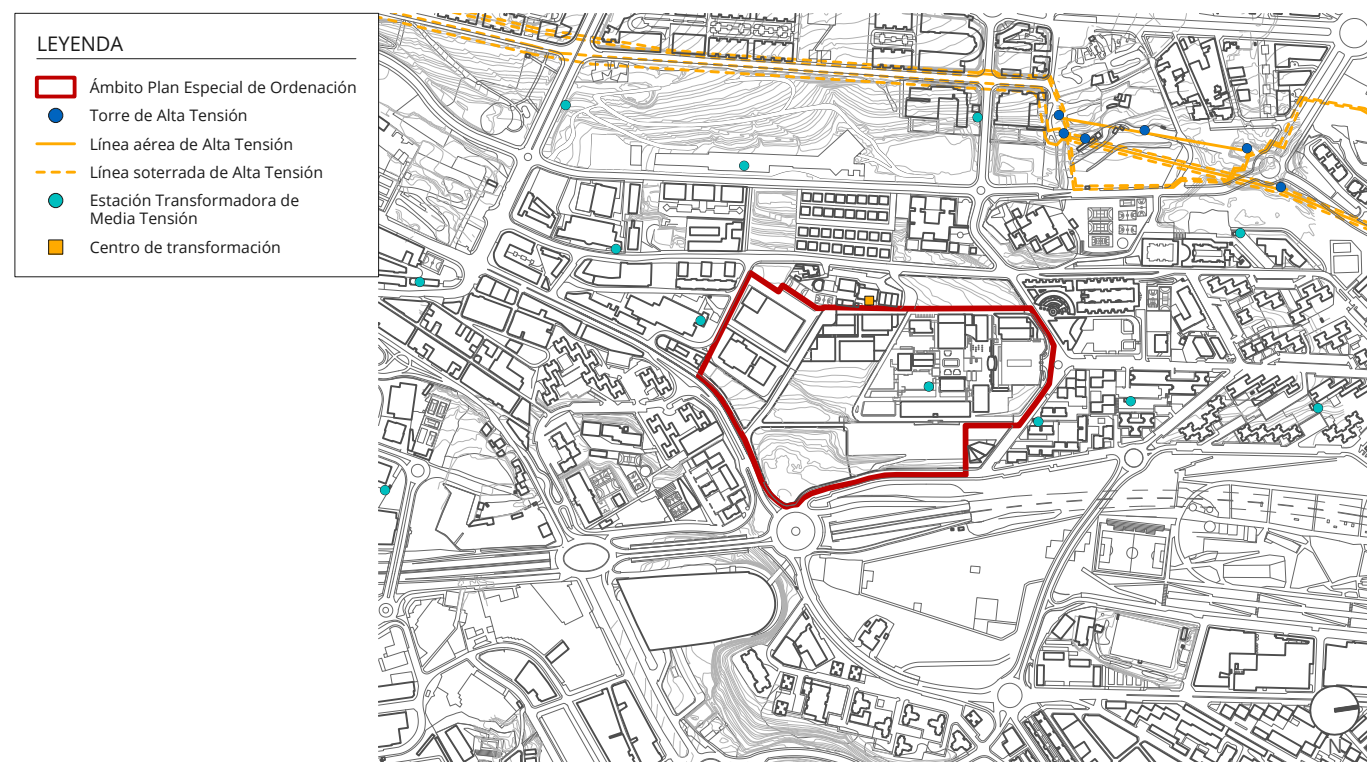 LEYENDA
Ámbito Plan Especial de Ordenación
Torre de Alta Tensión
Línea aérea de Alta Tensión
Línea soterrada de Alta Tensión
Estación Transformadora de
Media Tensión
Centro de transformación